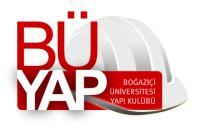 BÜ
YAP
BOĞAZİÇİ
ÜNİVERSİTESİ
YAPI KULÜBÜ